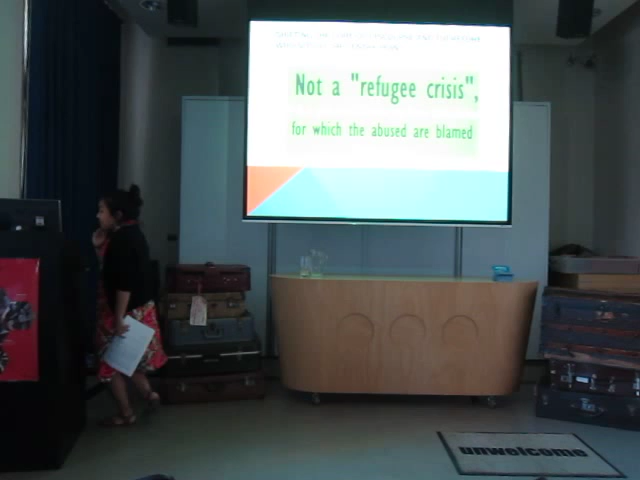 Not a "refugee crisis",
for which the abused are blamed
unwelcome